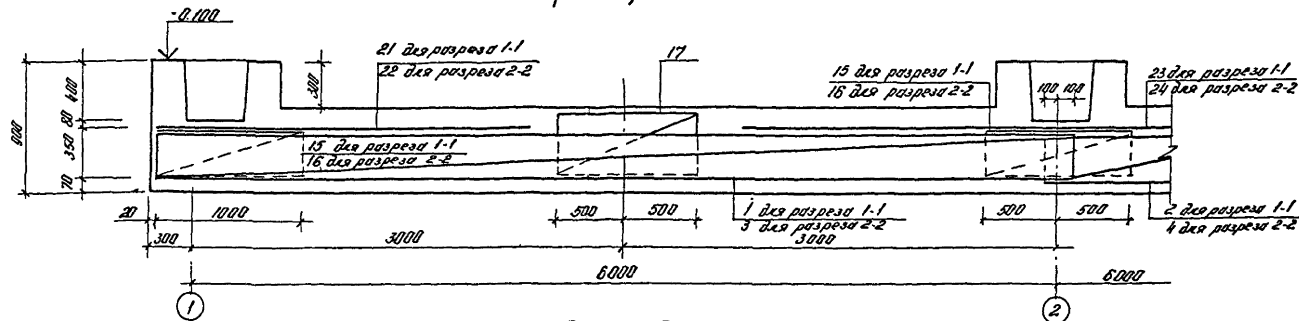 -0.100
21 для разреза 1-1
22 для разреза 2-2
17
15 для разреза 1-1
16 для разреза 2-2
23 для разреза 1-1
24 для разреза 2-2
300
100 100
400
80
350
70
15 для разреза 1-1
16 для разреза 2-2
20
1000
500
500
1 для разреза 1-1
3 для разреза 2-2
500
500
2 для разреза 1-1
4 для разреза 2-2
300
3000
3000
6000
6000
1
2